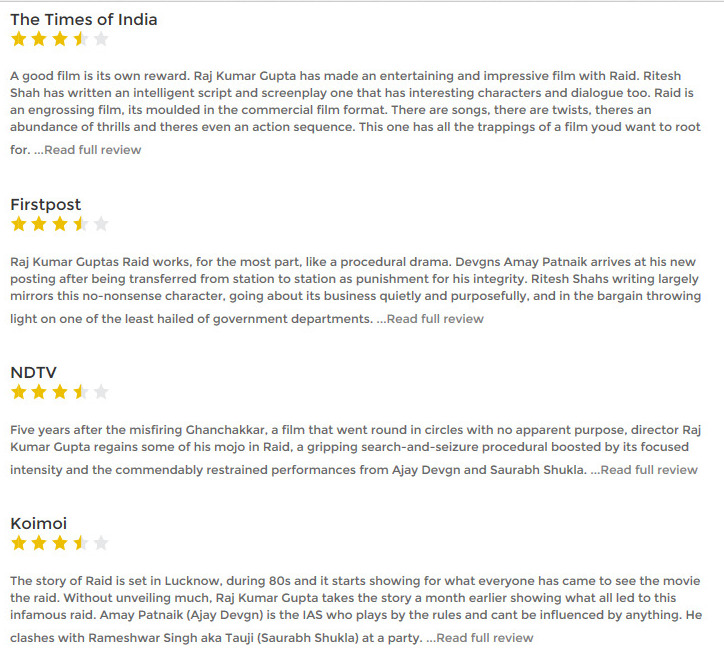 The Times of India
A good film is its own reward. Raj Kumar Gupta has made an entertaining and impressive film with Raid. Ritesh
Shah has written an intelligent script and screenplay one that has interesting characters and dialogue too. Raid is
an engrossing film, its moulded in the commercial film format. There are songs, there are twists, theres an
abundance of thrills and theres even an action sequence. This one has all the trappings of a film youd want to root
for. ...Read full review
Firstpost
Raj Kumar Guptas Raid works, for the most part, like a procedural drama. Devgns Amay Patnaik arrives at his new
posting after being transferred from station to station as punishment for his integrity. Ritesh Shahs writing largely
mirrors this no-nonsense character, going about its business quietly and purposefully, and in the bargain throwing
light on one of the least hailed of government departments. ...Read full review
NDTV
Five years after the misfiring Ghanchakkar, a film that went round in circles with no apparent purpose, director Raj
Kumar Gupta regains some of his mojo in Raid, a gripping search-and-seizure procedural boosted by its focused
intensity and the commendably restrained performances from Ajay Devgn and Saurabh Shukla. ...Read full review
Koimoi
The story of Raid is set in Lucknow, during 80s and it starts showing for what everyone has came to see the movie
the raid. Without unveiling much, Raj Kumar Gupta takes the story a month earlier showing what all led to this
infamous raid. Amay Patnaik (Ajay Devgn) is the IAS who plays by the rules and cant be influenced by anything. He
clashes with Rameshwar Singh aka Tauji (Saurabh Shukla) at a party. ...Read full review